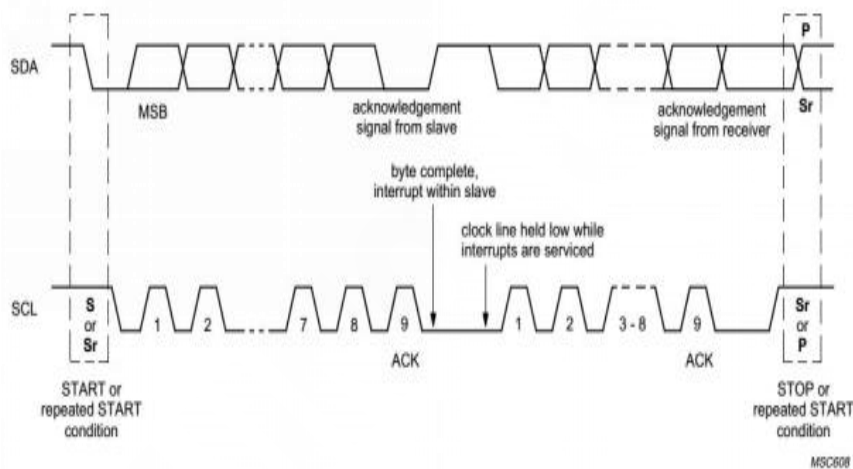 P
SDA
MSB
acknowledgement
signal from slave
acknowledgement
signal from receiver
Sr
byte complete,
interrupt within slave
clock line held low while
interrupts are serviced
SCL
S
or
Sr
1 2 7 8 9 1 2 3 - 8 9
Sr
or
P
ACK ACK
START or
repeated START
condition
STOP or
repeated START
condition
MSC608